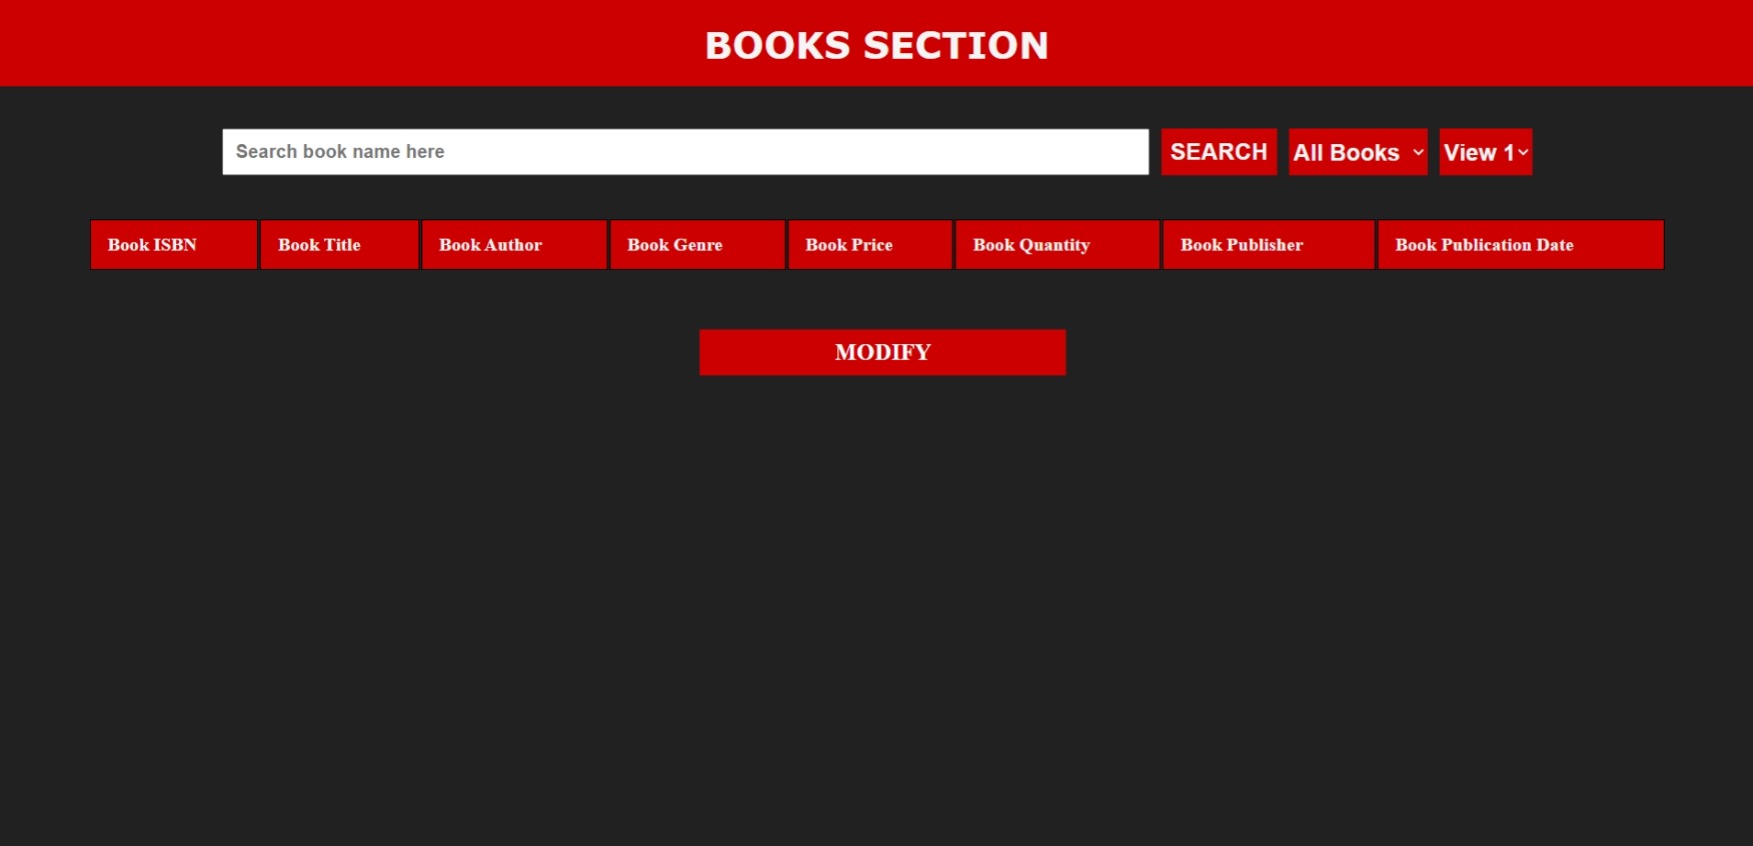 BOOKS SECTION
Search book name here SEARCH All Books View 1
Book ISBN Book Title Book Author Book Genre Book Price Book Quantity Book Publisher Book Publication Date
MODIFY